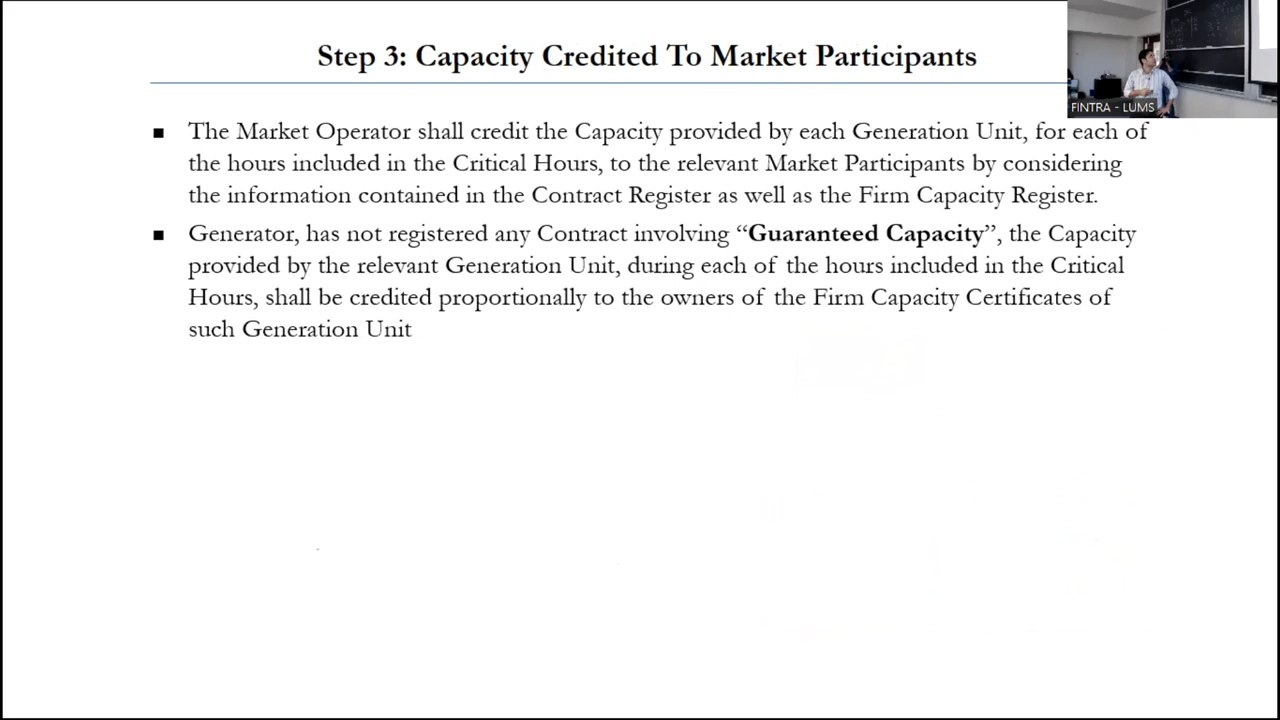 Step 3: Capacity Credited To Market Participants
FINTRA - LUMS
■ The Market Operator shall credit the Capacity provided by each Generation Unit, for each of
the hours included in the Critical Hours, to the relevant Market Participants by considering
the information contained in the Contract Register as well as the Firm Capacity Register.
■ Generator, has not registered any Contract involving “Guaranteed Capacity”, the Capacity
provided by the relevant Generation Unit, during each of the hours included in the Critical
Hours, shall be credited proportionally to the owners of the Firm Capacity Certificates of
such Generation Unit